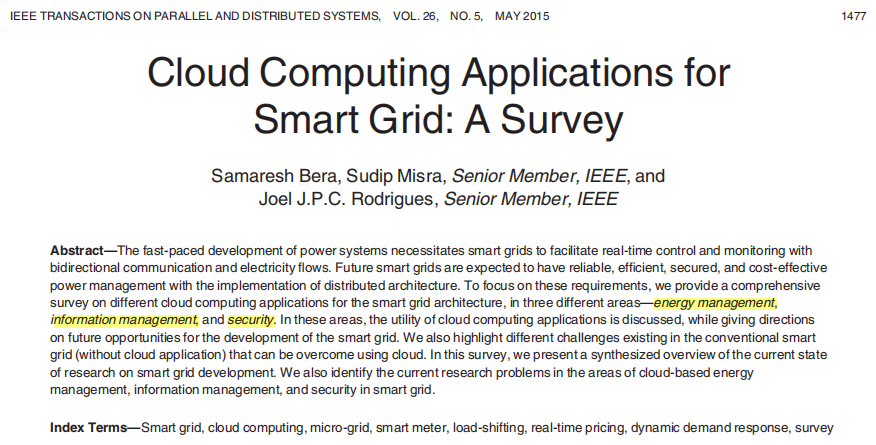 IEEE TRANSACTIONS ON PARALLEL AND DISTRIBUTED SYSTEMS, VOL. 26, NO. 5, MAY 2015 1477
Cloud Computing Applications for
Smart Grid: A Survey
Samaresh Bera, Sudip Misra, Senior Member, IEEE, and
Joel J.P.C. Rodrigues, Senior Member, IEEE
Abstract—The fast-paced development of power systems necessitates smart grids to facilitate real-time control and monitoring with
bidirectional communication and electricity flows. Future smart grids are expected to have reliable, efficient, secured, and cost-effective
power management with the implementation of distributed architecture. To focus on these requirements, we provide a comprehensive
survey on different cloud computing applications for the smart grid architecture, in three different areas—energy management,
information management, and security. In these areas, the utility of cloud computing applications is discussed, while giving directions
on future opportunities for the development of the smart grid. We also highlight different challenges existing in the conventional smart
grid (without cloud application) that can be overcome using cloud. In this survey, we present a synthesized overview of the current state
of research on smart grid development. We also identify the current research problems in the areas of cloud-based energy
management, information management, and security in smart grid.
Index Terms—Smart grid, cloud computing, micro-grid, smart meter, load-shifting, real-time pricing, dynamic demand response, survey